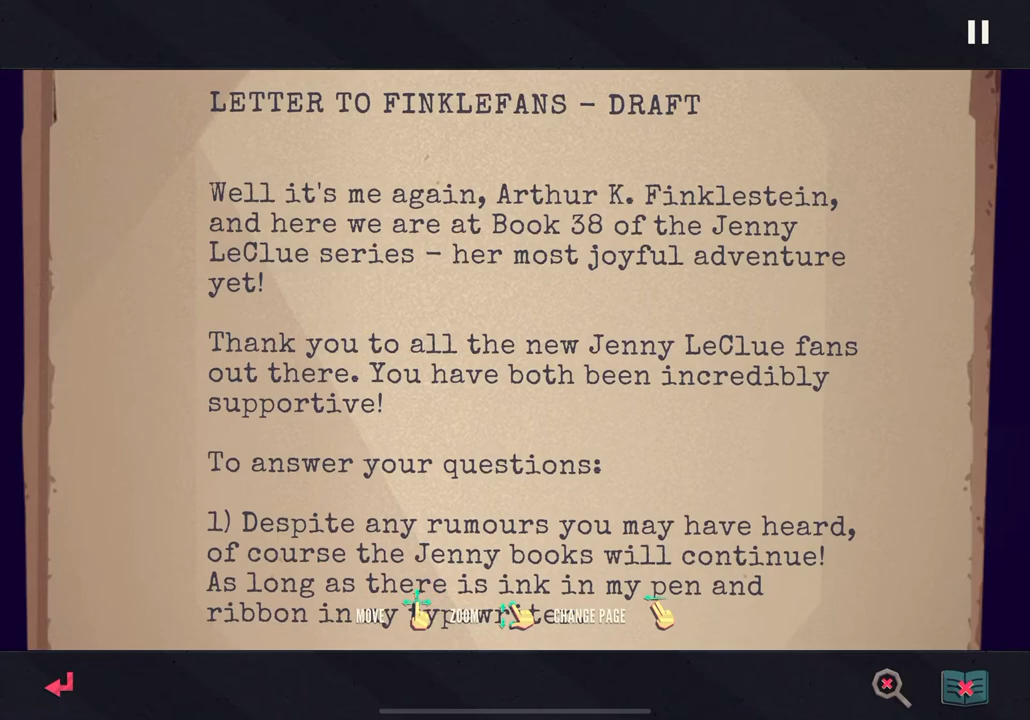 LETTER TO FINKLEFANS – DRAFT
Well it's me again, Arthur K. Finklestein,
and here we are at Book 38 of the Jenny
LeClue series – her most joyful adventure
yet!
Thank you to all the new Jenny LeClue fans
out there. You have both been incredibly
supportive!
To answer your questions:
1) Despite any rumours you may have heard,
of course the Jenny books will continue!
As long as there is ink in my pen and
ribbon in my typewriter
MOVE ZOOM CHANGE PAGE